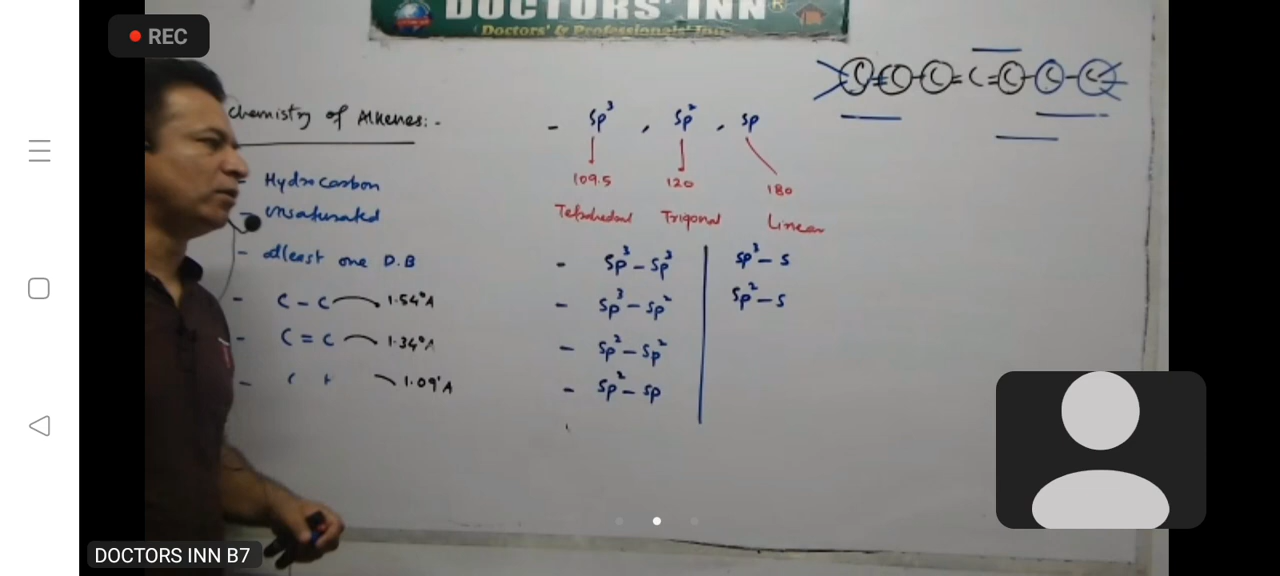 REC
DOCTORS' INN®
Doctors' & Professionals' Inn
Chemistry of Alkenes:-
- Hydrocarbon
- Unsaturated
- atleast one D.B
- C - C 1.54°A
- C = C 1.34°A
- 1.09°A
- sp³ , sp² , sp
109.5 120 180
Tetrahedral Trigonal Linear
- sp³ - sp³
- sp³ - sp²
- sp² - sp²
- sp² - sp
sp³ - s
sp² - s
C=C-C=C=C-C-C
DOCTORS INN B7